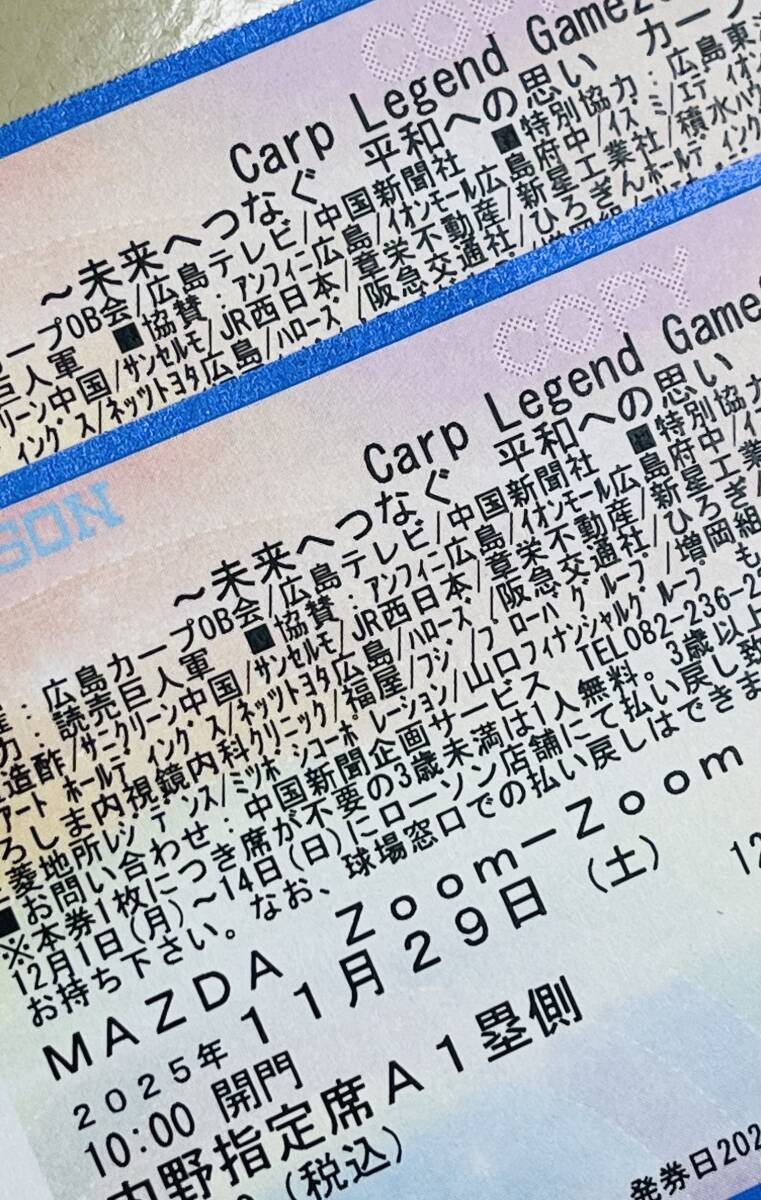 COPY
Carp Legend Game2
～未来へつなぐ 平和への思い カープ
ープOB会/広島テレビ/中国新聞社 ■特別協力:広島東洋
巨人軍 ■協賛:アンフィニ広島/イオンモール広島府中/イズミ/エディオン
リーン中国/サンセルモ/JR西日本/章栄不動産/新星工業社/積水ハウ
ィングス/ネッツトヨタ広島/ハローズ/阪急交通社/ひろぎんホールディング
COPY
SON
Carp Legend Game
～未来へつなぐ 平和への思い
:広島カープOB会/広島テレビ/中国新聞社 ■特別協力
力:読売巨人軍 ■協賛:アンフィニ広島/イオンモール広島府中/イズ
造酢/サニクリーン中国/サンセルモ/JR西日本/章栄不動産/新星工業
アートホールディングス/ネッツトヨタ広島/ハローズ/阪急交通社/ひろぎん
ろしま内視鏡内科クリニック/福屋/フジ/プローバグループ/増岡組
菱地所レジデンス/ミツボシコーポレーション/山口フィナンシャルグループ も
■お問い合わせ:中国新聞企画サービス TEL082-236-2
※本券1枚につき席が不要の3歳未満は1人無料。3歳以上
12月1日(月)～14日(日)にローソン店舗にて払い戻し致
お持ち下さい。なお、球場窓口での払い戻しはできま
MAZDA Zoom-Zoom
2025年11月29日(土) 12
10:00 開門
内野指定席A1塁側
0(税込)
発券日202